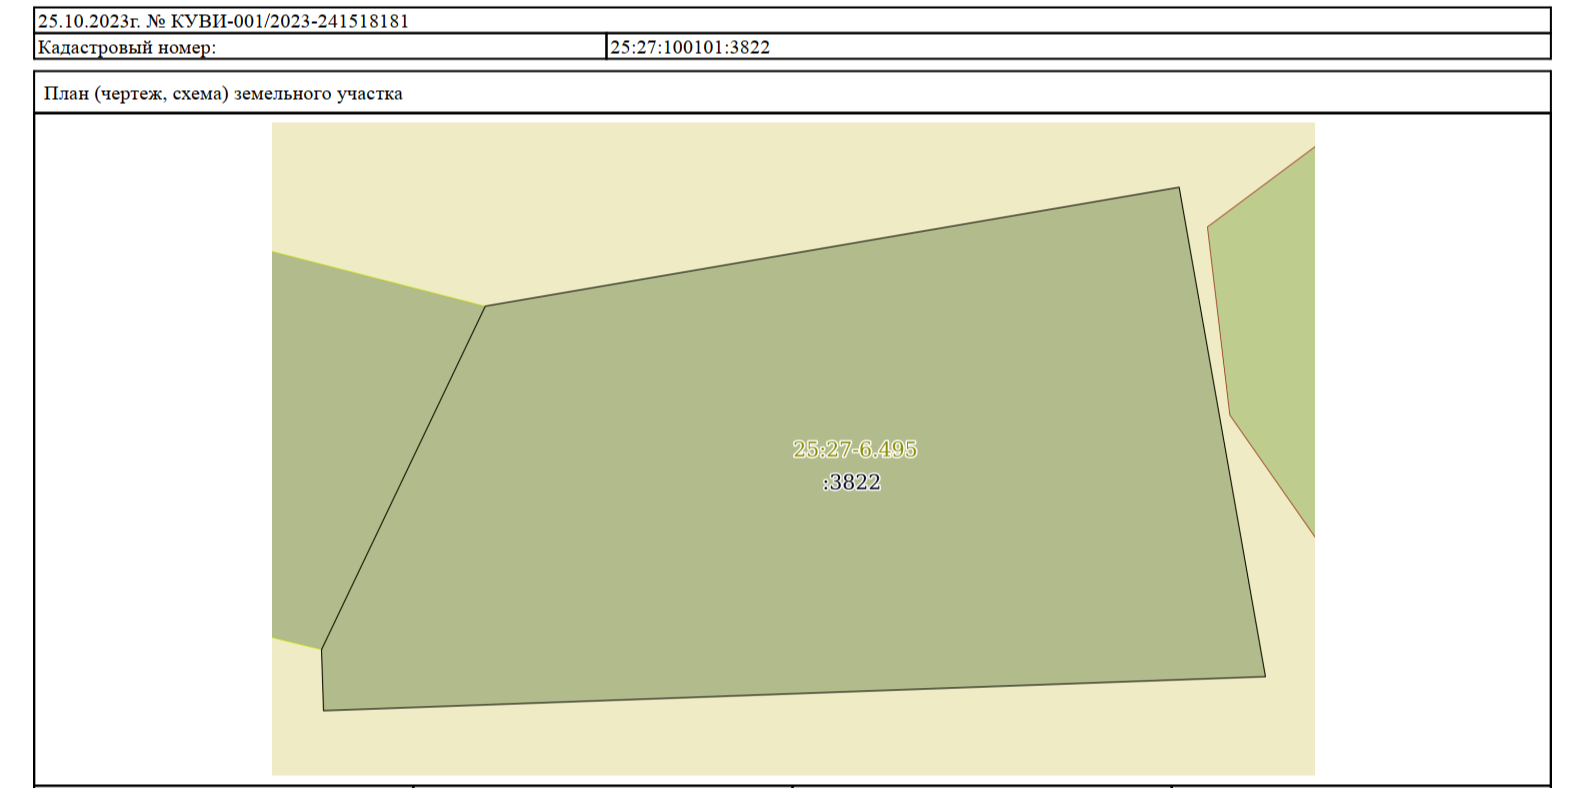 25.10.2023г. № КУВИ-001/2023-241518181
Кадастровый номер: 25:27:100101:3822
План (чертеж, схема) земельного участка
25:27-6.495
:3822